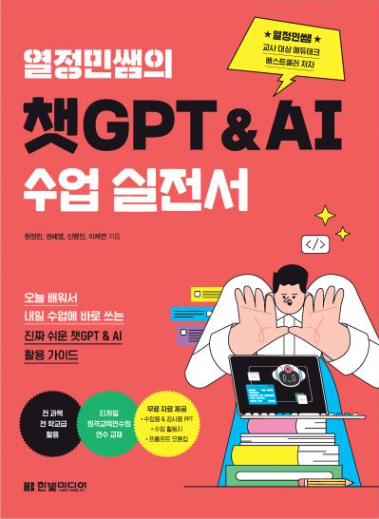 열정민쌤의
★열정민쌤★
교사 대상 에듀테크
베스트셀러 저자
챗GPT & AI
수업 실전서
원정민, 권혜영, 신명진, 이채연 지음
</>
오늘 배워서
내일 수업에 바로 쓰는
진짜 쉬운 챗GPT & AI
활용 가이드
전 과목
전 학교급
활용
티처빌
원격교육연수원
연수 교재
무료 자료 제공
• 수업용 & 강사용 PPT
• 수업 활동지
• 프롬프트 모음집
한빛미디어